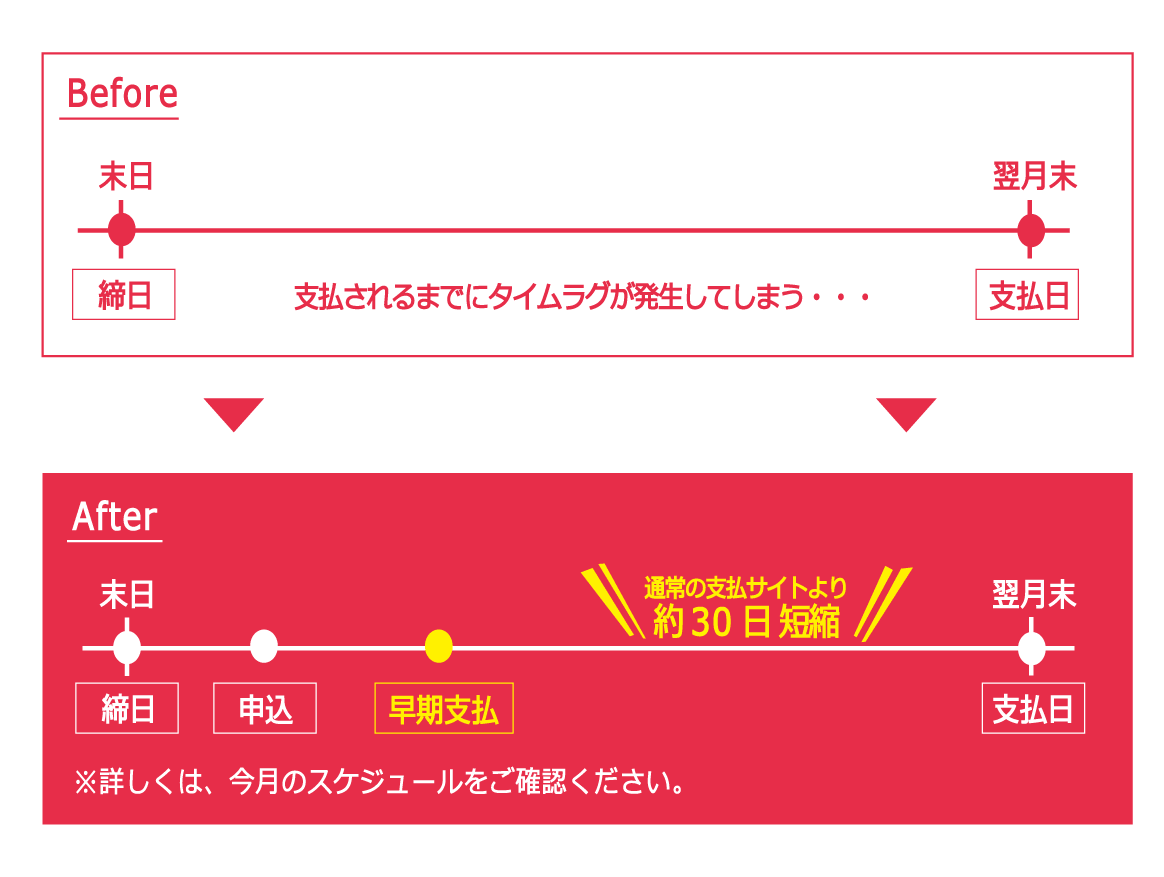 Before
末日
翌月末
締日
支払されるまでにタイムラグが発生してしまう・・・
支払日
After
末日
通常の支払サイトより
約30日短縮
翌月末
締日
申込
早期支払
支払日
※詳しくは、今月のスケジュールをご確認ください。